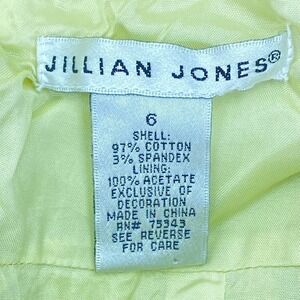 JILLIAN JONES®
6
SHELL:
97% COTTON
3% SPANDEX
LINING:
100% ACETATE
EXCLUSIVE OF
DECORATION
MADE IN CHINA
RN# 75343
SEE REVERSE
FOR CARE